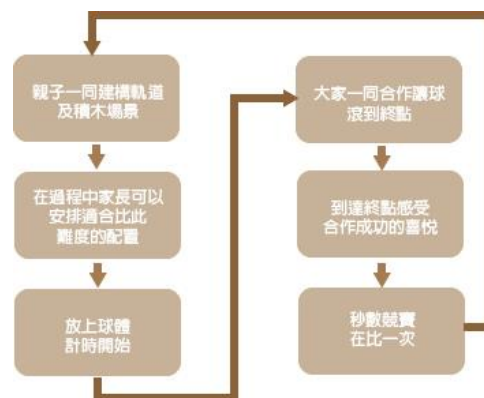 親子一同建構軌道
及積木場景
在過程中家長可以
安排適合比此
難度的配置
放上球體
計時開始
大家一同合作讓球
滾到終點
到達終點感受
合作成功的喜悅
秒數競賽
在比一次